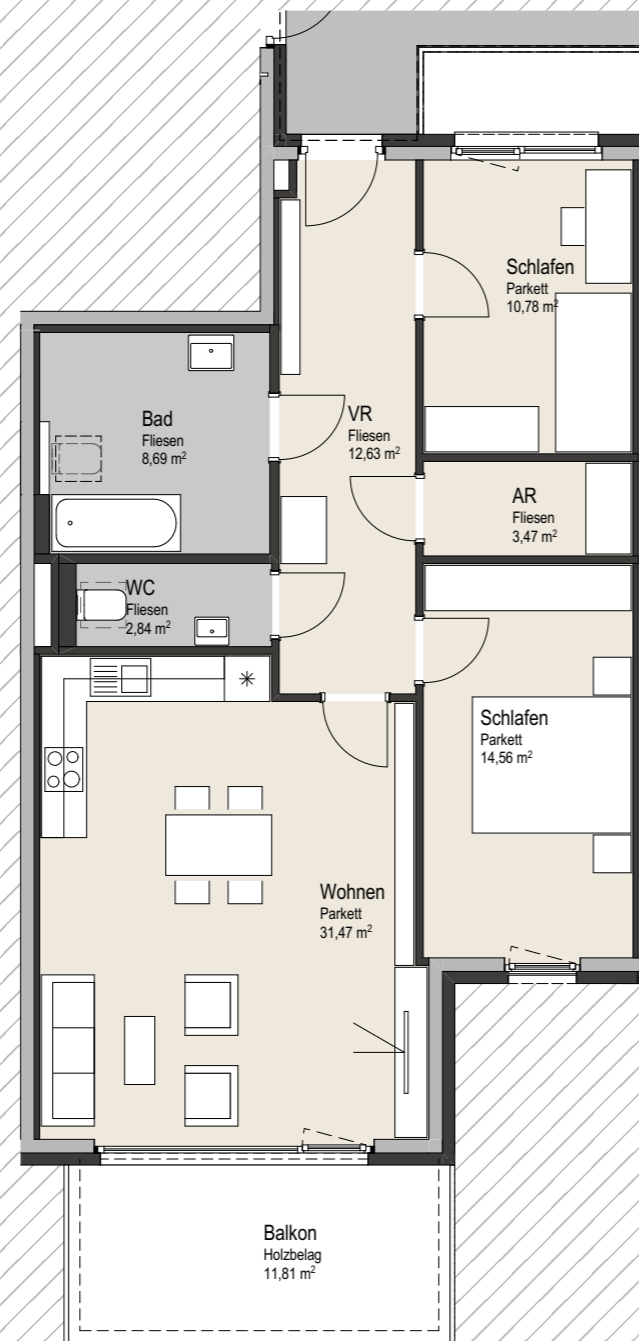 Schlafen
Parkett
10,78 m²
Bad
Fliesen
8,69 m²
VR
Fliesen
12,63 m²
AR
Fliesen
3,47 m²
WC
Fliesen
2,84 m²
Schlafen
Parkett
14,56 m²
Wohnen
Parkett
31,47 m²
Balkon
Holzbelag
11,81 m²